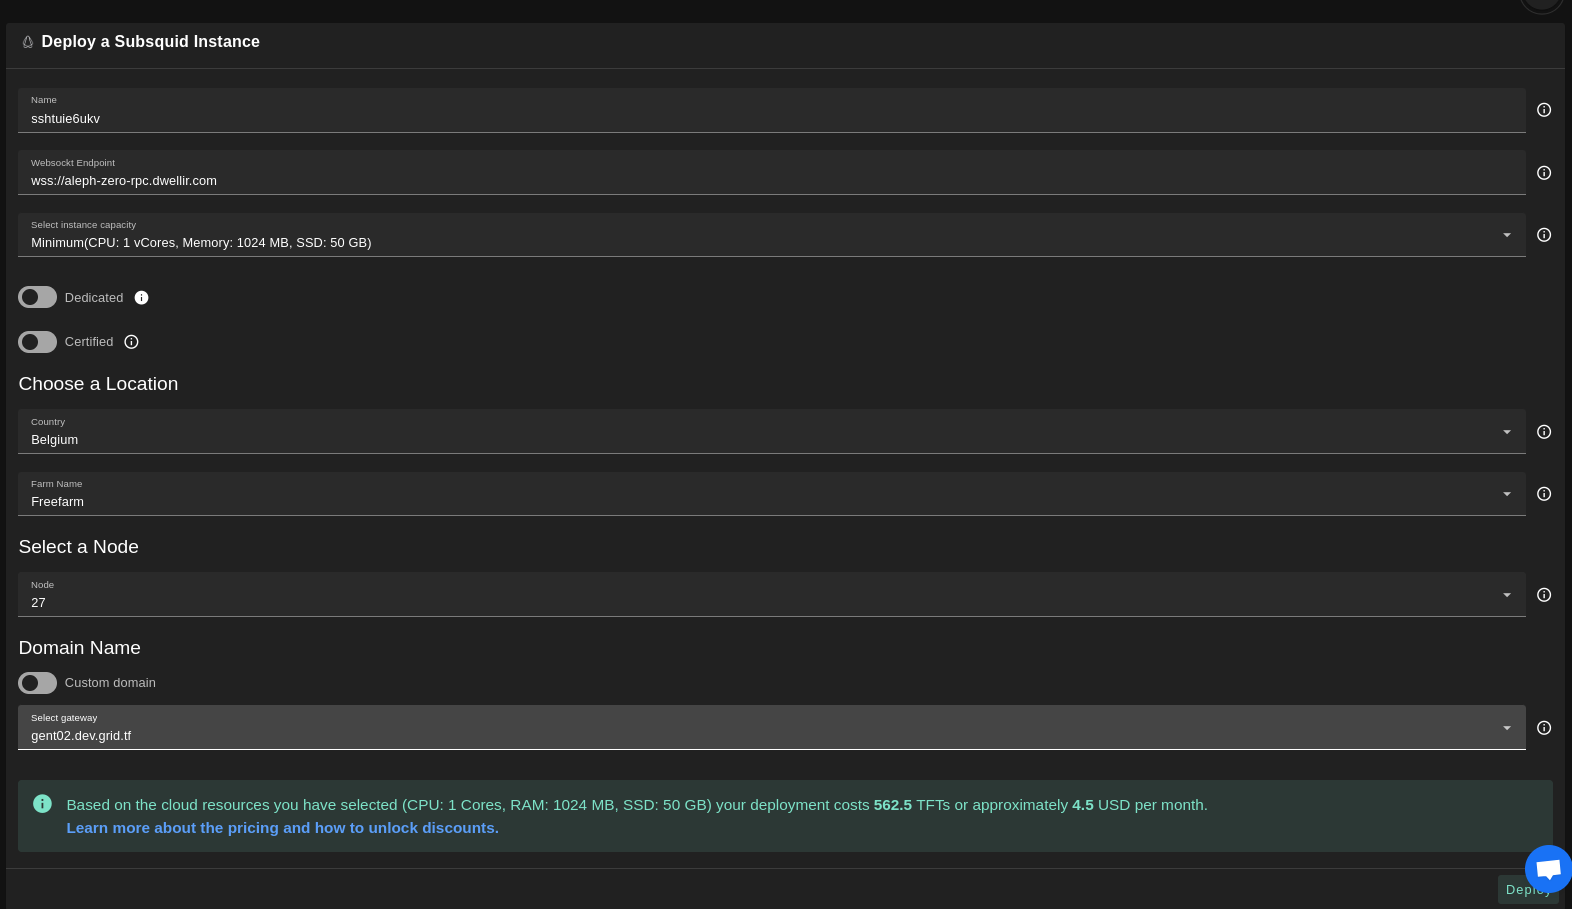 Deploy a Subsquid Instance
Name
sshtuie6ukv
Websockt Endpoint
wss://aleph-zero-rpc.dwellir.com
Select instance capacity
Minimum(CPU: 1 vCores, Memory: 1024 MB, SSD: 50 GB)
Dedicated
Certified
Choose a Location
Country
Belgium
Farm Name
Freefarm
Select a Node
Node
27
Domain Name
Custom domain
Select gateway
gent02.dev.grid.tf
Based on the cloud resources you have selected (CPU: 1 Cores, RAM: 1024 MB, SSD: 50 GB) your deployment costs 562.5 TFTs or approximately 4.5 USD per month.
Learn more about the pricing and how to unlock discounts.
Deploy